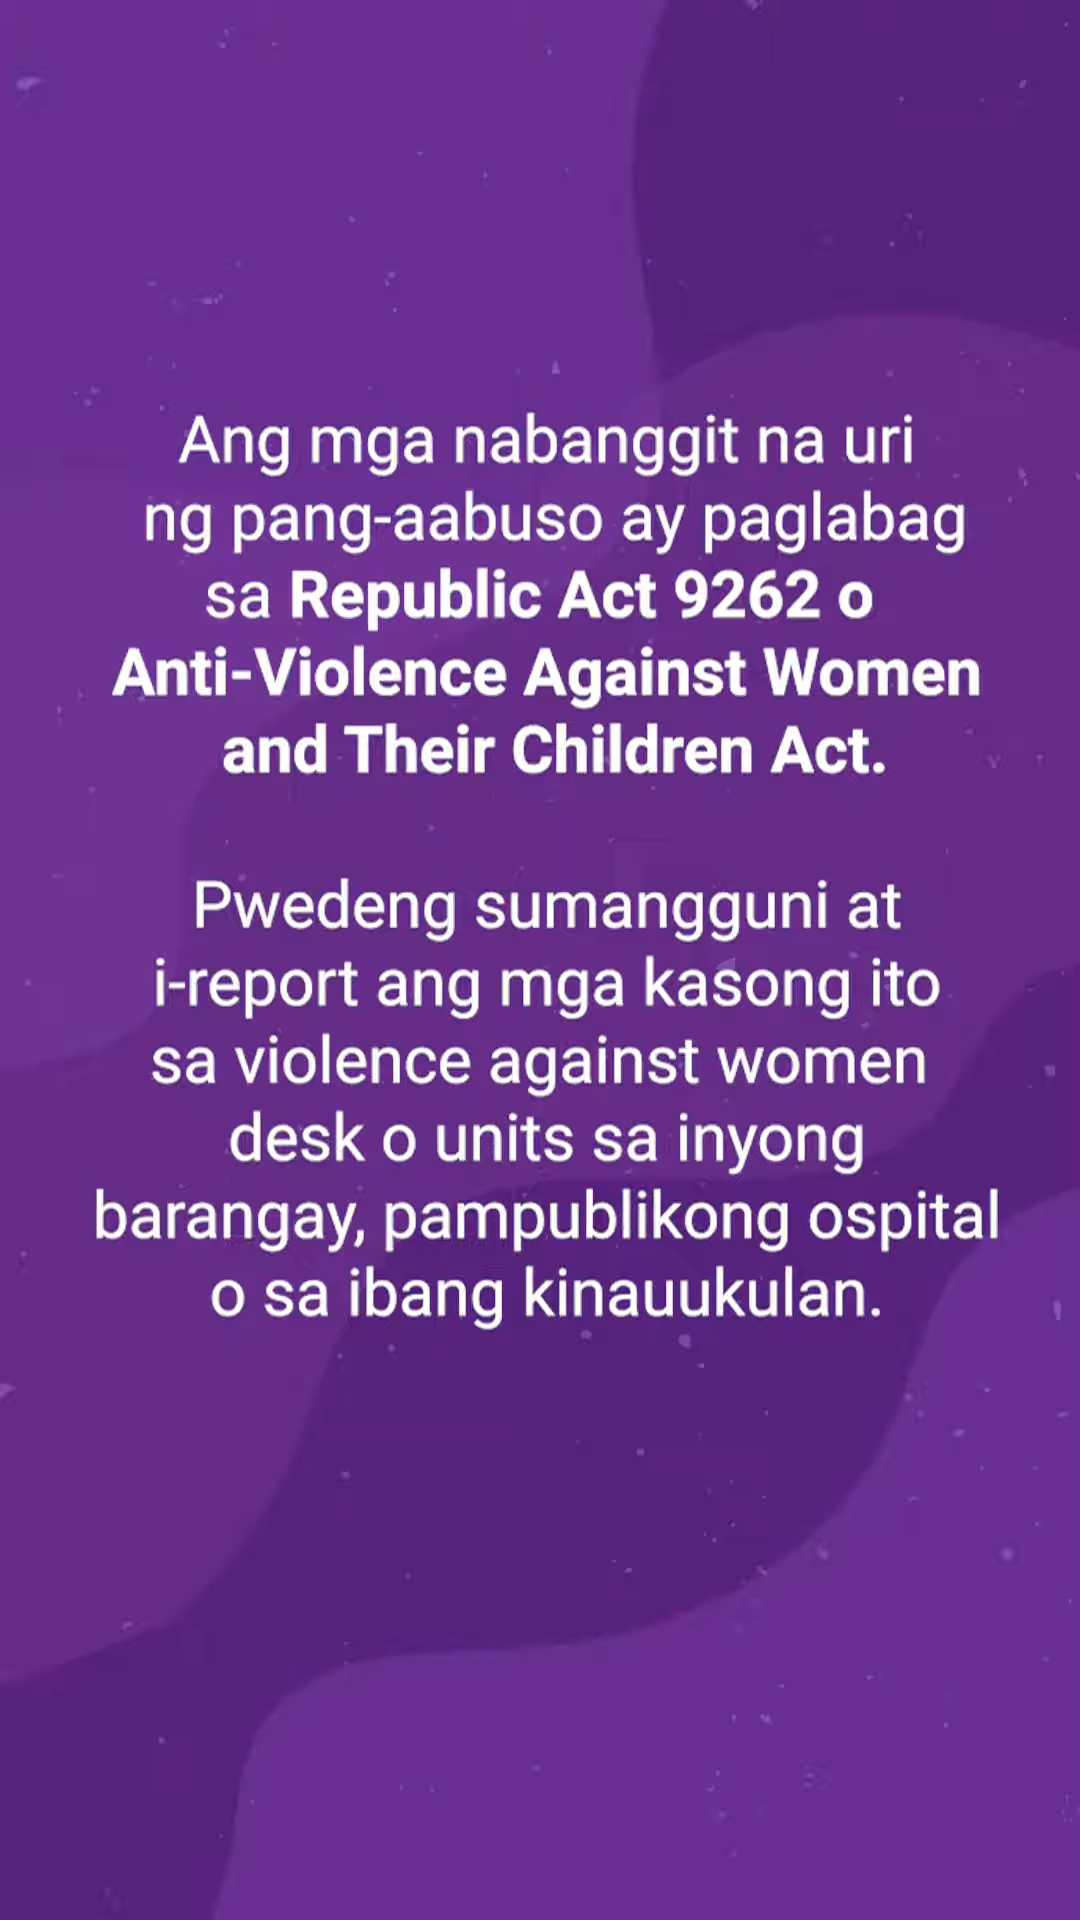 Ang mga nabanggit na uri
ng pang-aabuso ay paglabag
sa Republic Act 9262 o
Anti-Violence Against Women
and Their Children Act.
Pwedeng sumangguni at
i-report ang mga kasong ito
sa violence against women
desk o units sa inyong
barangay, pampublikong ospital
o sa ibang kinauukulan.